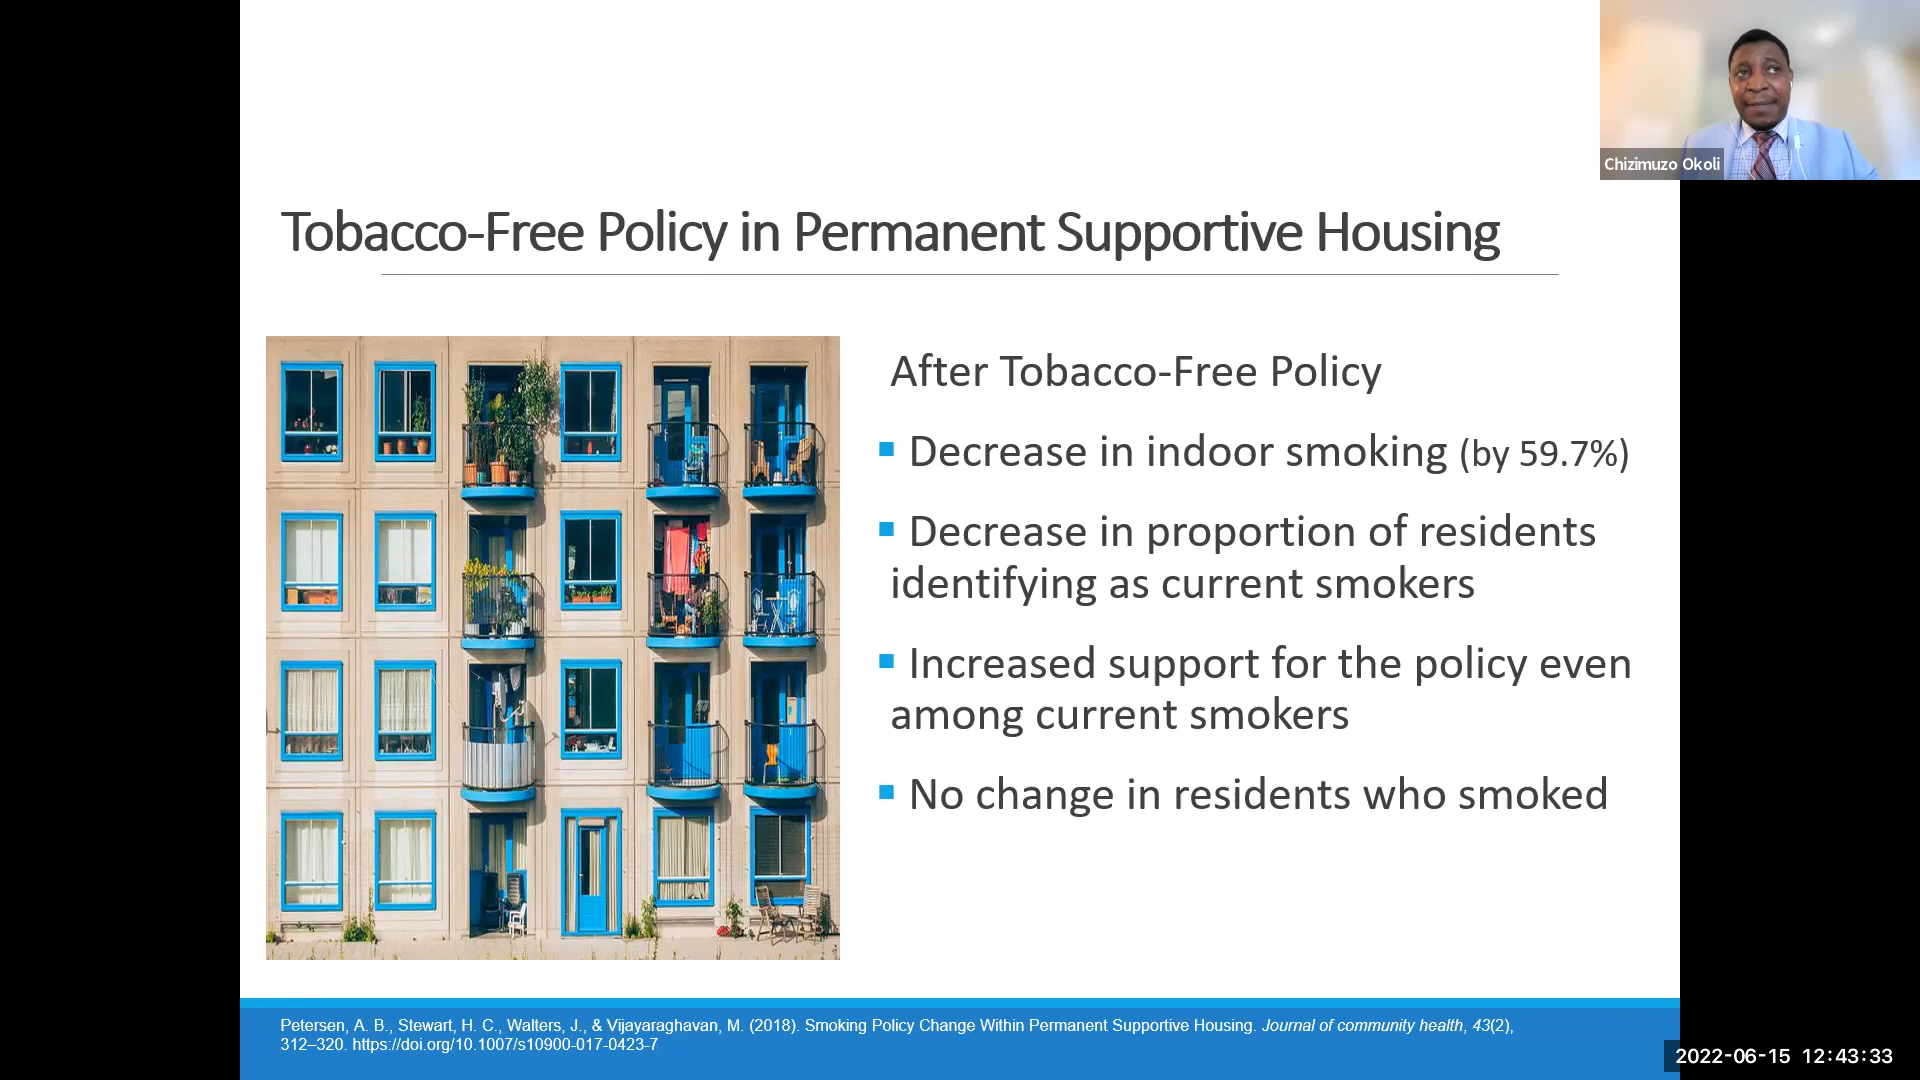 Chizimuzo Okoli
Tobacco-Free Policy in Permanent Supportive Housing
After Tobacco-Free Policy
▪ Decrease in indoor smoking (by 59.7%)
▪ Decrease in proportion of residents
identifying as current smokers
▪ Increased support for the policy even
among current smokers
▪ No change in residents who smoked
Petersen, A. B., Stewart, H. C., Walters, J., & Vijayaraghavan, M. (2018). Smoking Policy Change Within Permanent Supportive Housing. Journal of community health, 43(2),
312–320. https://doi.org/10.1007/s10900-017-0423-7
2022-06-15 12:43:33